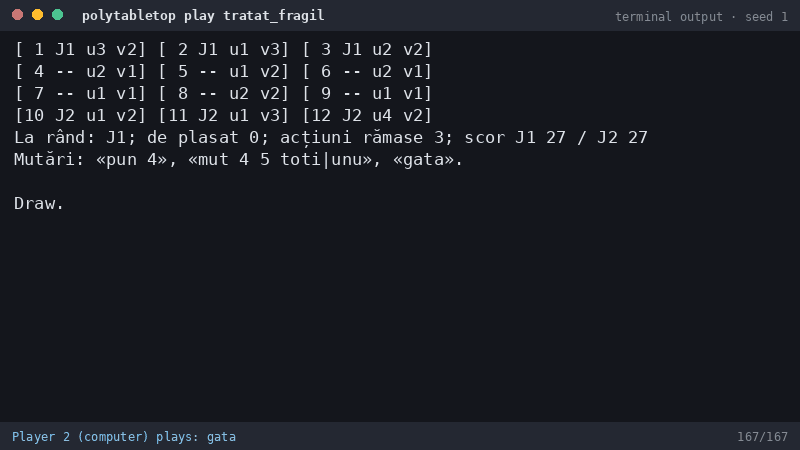 polytabletop play tratat_fragil
terminal output · seed 1
[ 1 J1 u3 v2] [ 2 J1 u1 v3] [ 3 J1 u2 v2]
[ 4 -- u2 v1] [ 5 -- u1 v2] [ 6 -- u2 v1]
[ 7 -- u1 v1] [ 8 -- u2 v2] [ 9 -- u1 v1]
[10 J2 u1 v2] [11 J2 u1 v3] [12 J2 u4 v2]
La rând: J1; de plasat 0; acțiuni rămase 3; scor J1 27 / J2 27
Mutări: «pun 4», «mut 4 5 toti|unu», «gata».
Draw.
Player 2 (computer) plays: gata
167/167